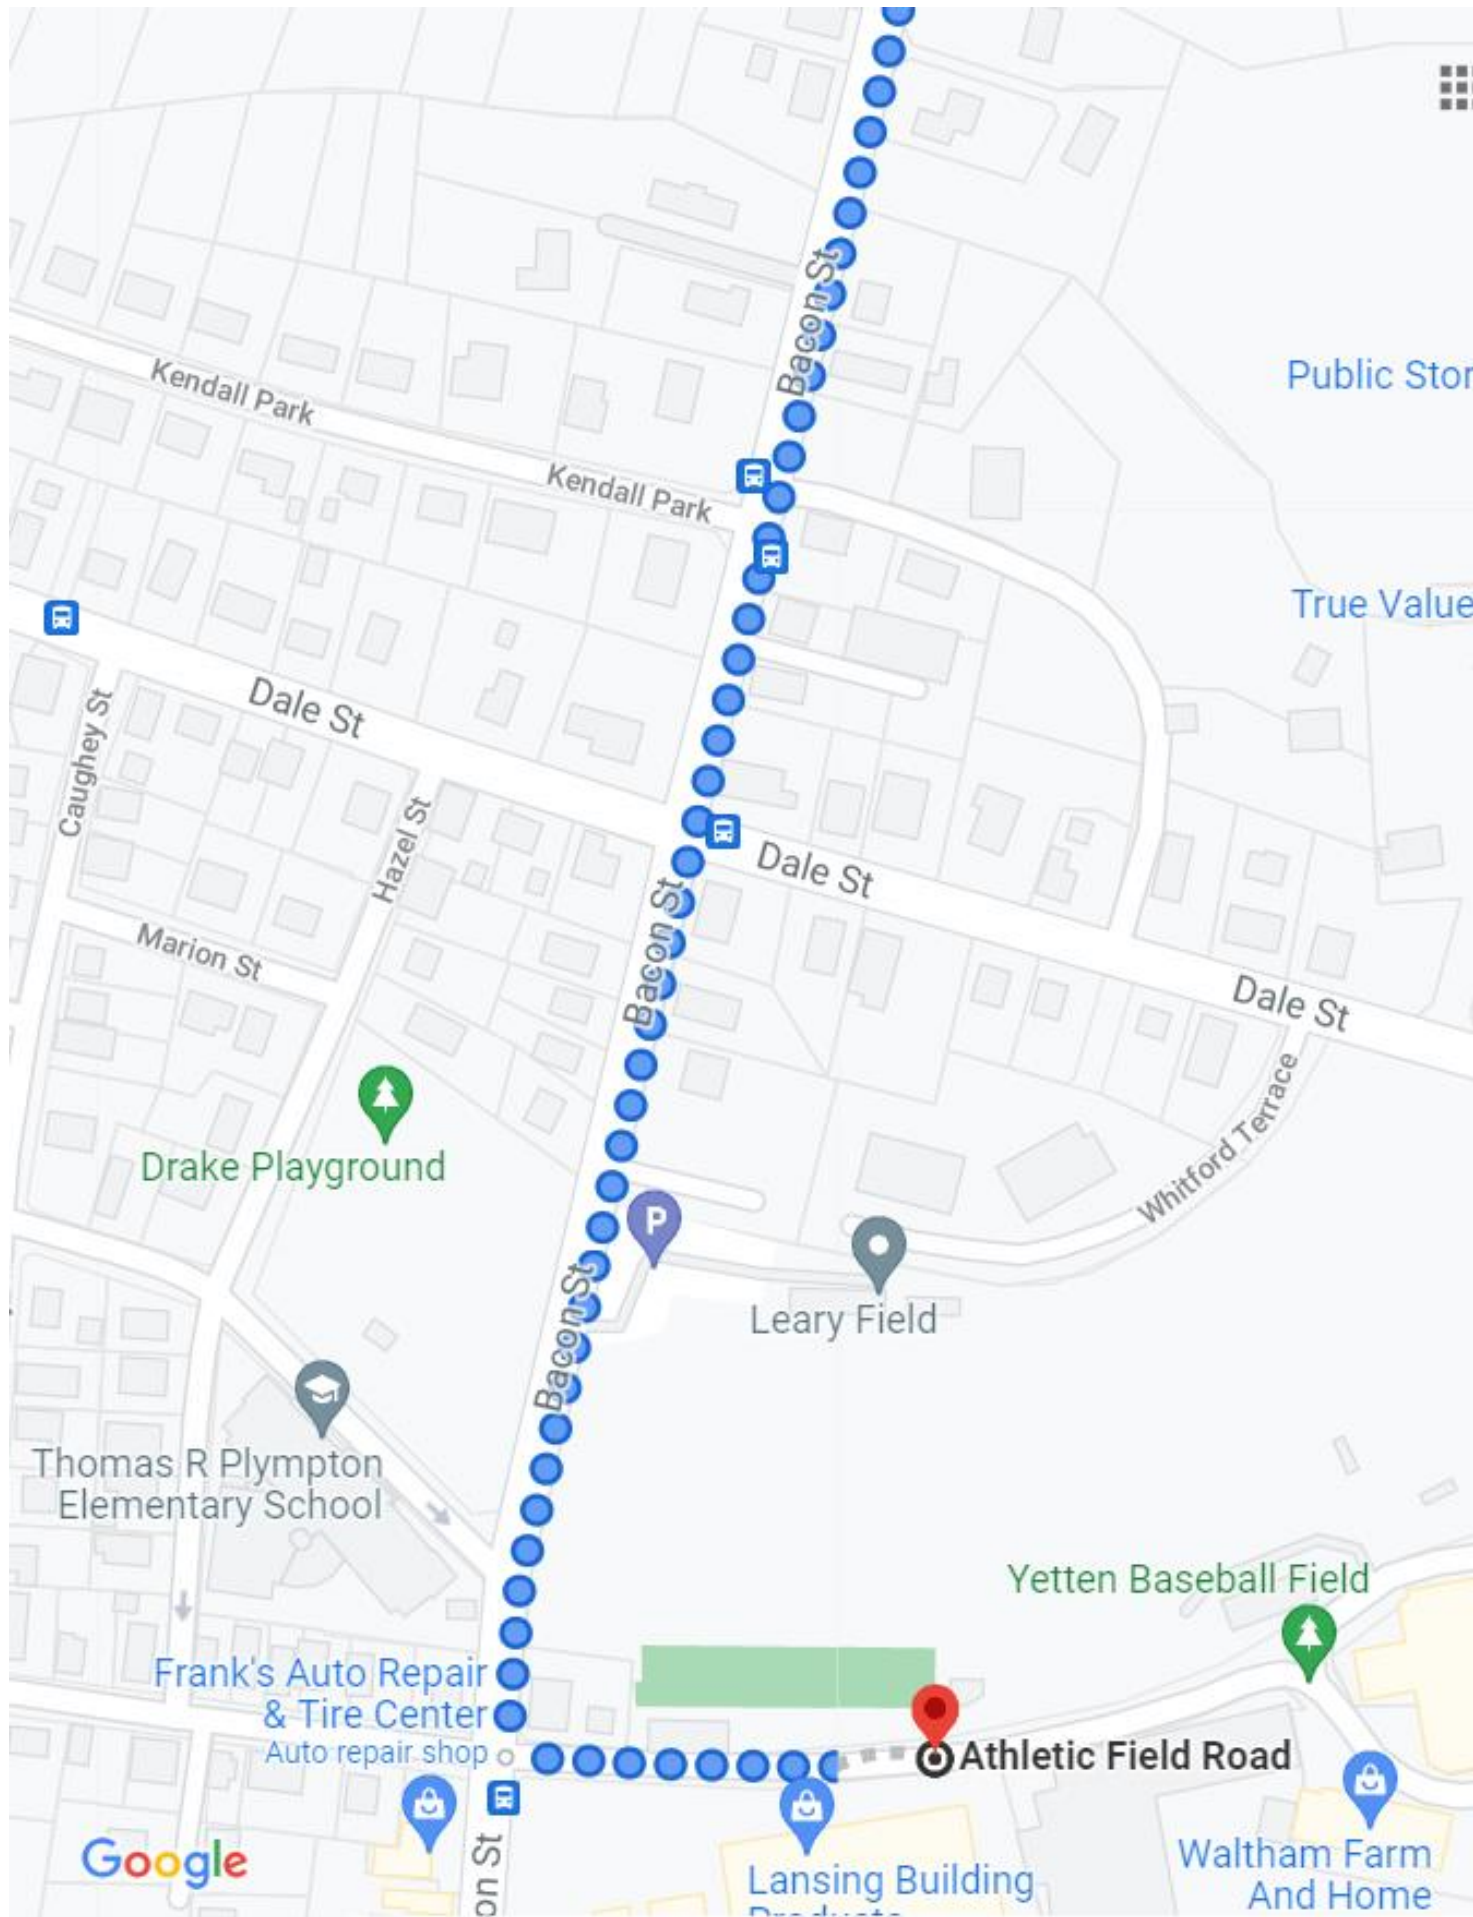 Bacon St
Kendall Park
Public Stor
Kendall Park
True Value
Dale St
Caughey St
Hazel St
Dale St
Bacon St
Marion St
Dale St
Whitford Terrace
Drake Playground
P
Leary Field
Bacon St
Thomas R Plympton
Elementary School
Yetten Baseball Field
Frank's Auto Repair
& Tire Center
Auto repair shop
Athletic Field Road
Google
on St
Lansing Building
Waltham Farm
And Home